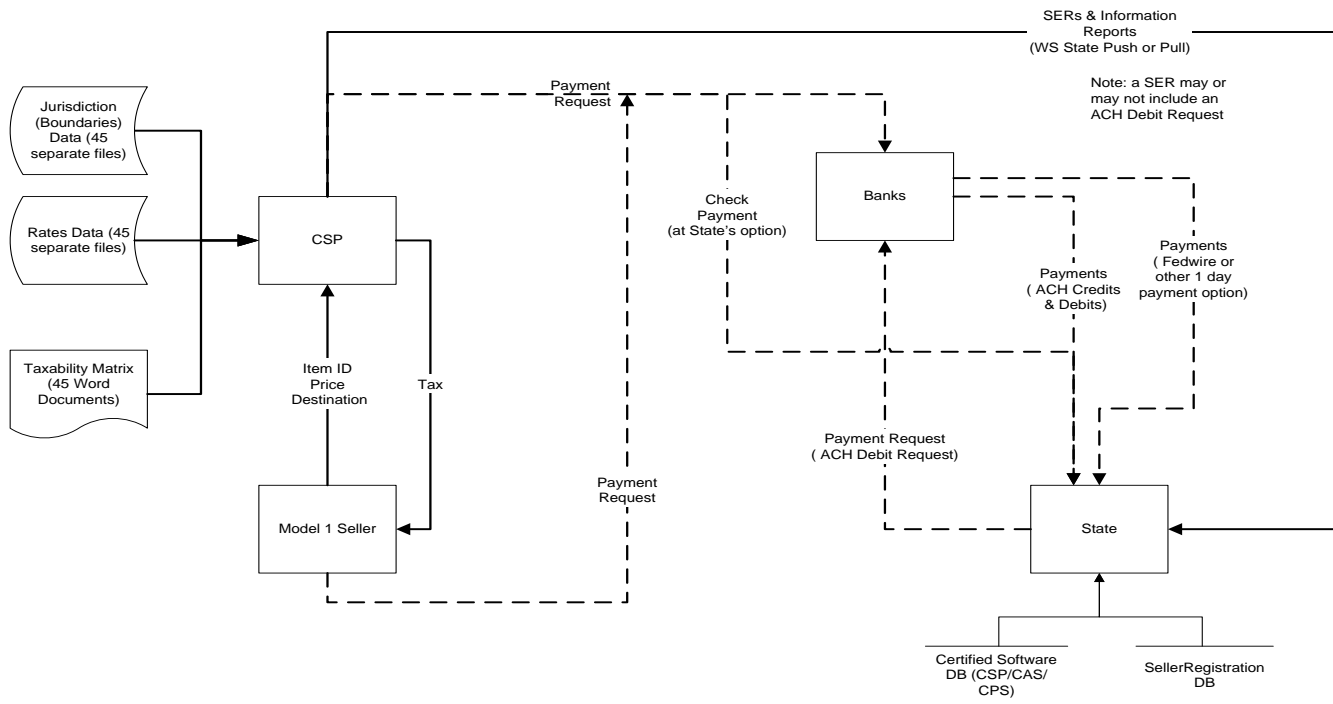 SERs & Information
Reports
(WS State Push or Pull)
Note: a SER may or
may not include an
ACH Debit Request
Payment
Request
Jurisdiction
(Boundaries)
Data (45
separate files)
Rates Data (45
separate files)
Taxability Matrix
(45 Word
Documents)
CSP
Banks
Check
Payment
(at State's option)
Payments
( ACH Credits
& Debits)
Payments
( Fedwire or
other 1 day
payment option)
Item ID
Price
Destination
Tax
Payment Request
( ACH Debit Request)
Payment
Request
Model 1 Seller
State
Certified Software
DB (CSP/CAS/
CPS)
SellerRegistration
DB